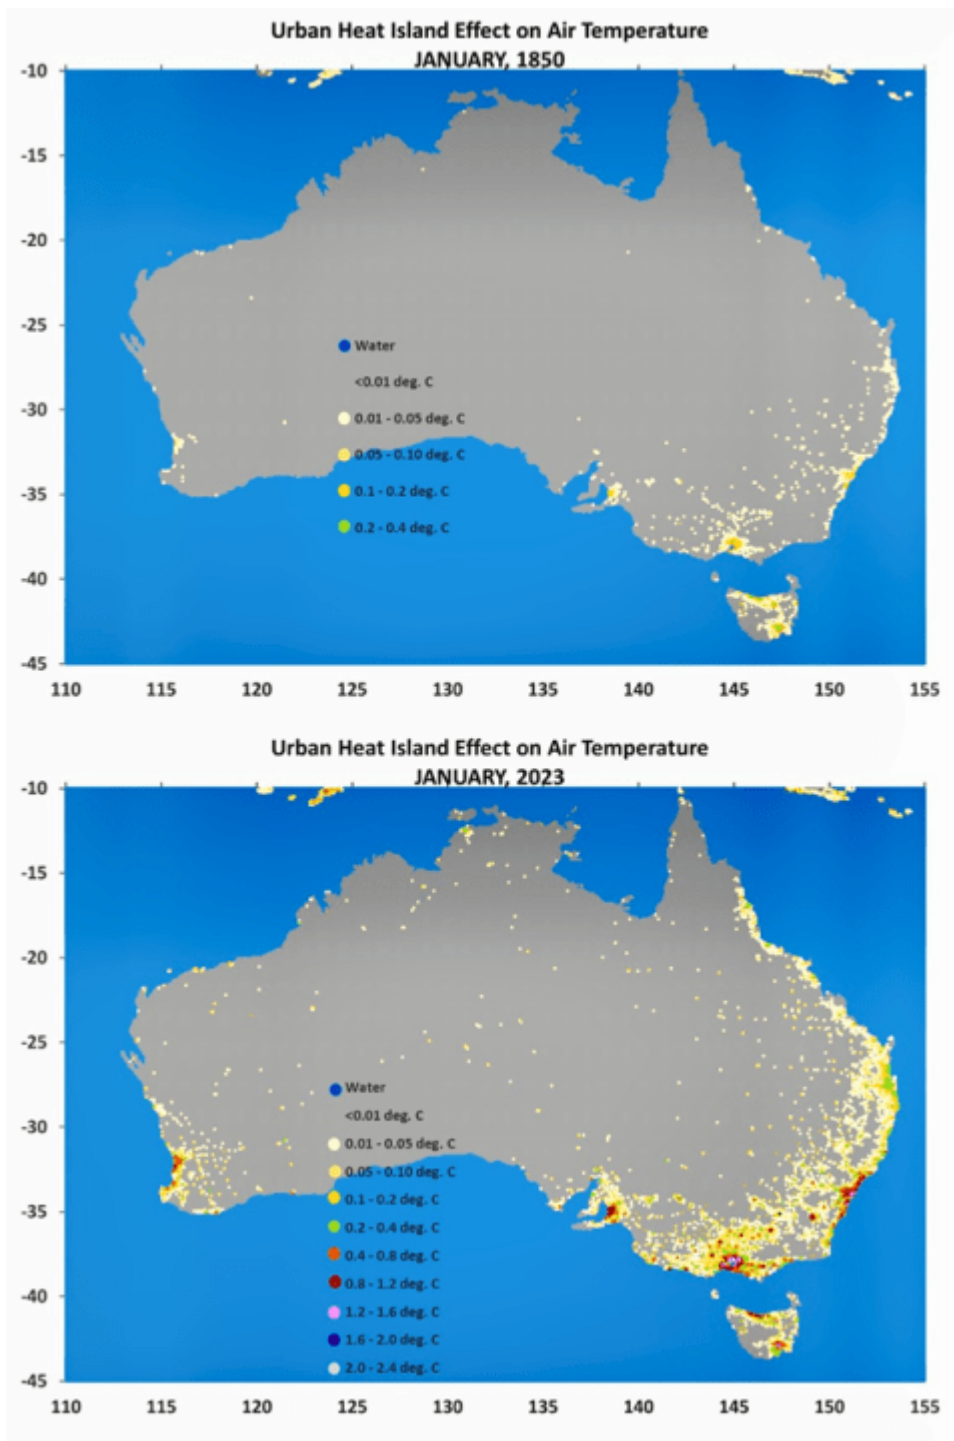 Urban Heat Island Effect on Air Temperature
JANUARY, 1850
-10
-15
-20
-25
-30
-35
-40
-45
Water
<0.01 deg. C
0.01 - 0.05 deg. C
0.05 - 0.10 deg. C
0.1 - 0.2 deg. C
0.2 - 0.4 deg. C
110 115 120 125 130 135 140 145 150 155
Urban Heat Island Effect on Air Temperature
JANUARY, 2023
-10
-15
-20
-25
-30
-35
-40
-45
Water
<0.01 deg. C
0.01 - 0.05 deg. C
0.05 - 0.10 deg. C
0.1 - 0.2 deg. C
0.2 - 0.4 deg. C
0.4 - 0.8 deg. C
0.8 - 1.2 deg. C
1.2 - 1.6 deg. C
1.6 - 2.0 deg. C
2.0 - 2.4 deg. C
110 115 120 125 130 135 140 145 150 155